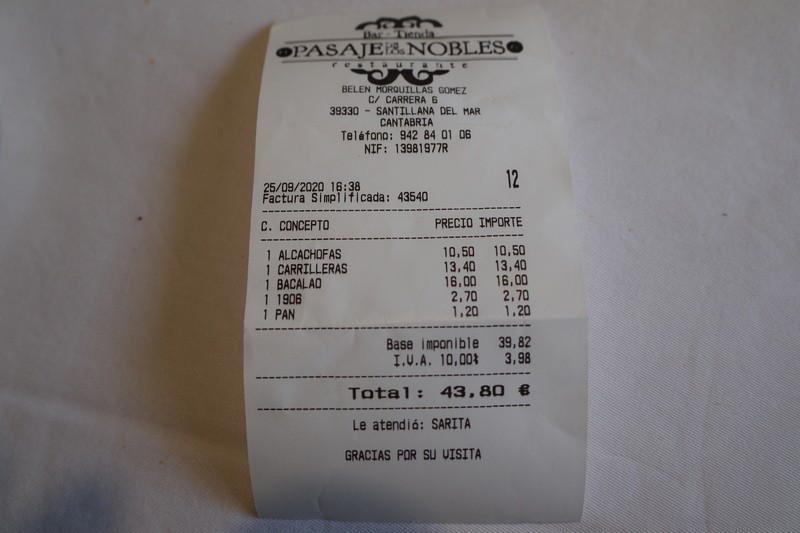 Bar - Tienda
PASAJE DE LOS NOBLES
restaurante
BELEN MORQUILLAS GOMEZ
C/ CARRERA 6
39330 - SANTILLANA DEL MAR
CANTABRIA
Teléfono: 942 84 01 06
NIF: 13981977R
12
25/09/2020 16:38
Factura Simplificada: 43540
C. CONCEPTO PRECIO IMPORTE
1 ALCACHOFAS 10,50 10,50
1 CARRILLERAS 13,40 13,40
1 BACALAO 16,00 16,00
1 1906 2,70 2,70
1 PAN 1,20 1,20
Base imponible 39,82
I.V.A. 10,00% 3,98
Total: 43,80 €
Le atendió: SARITA
GRACIAS POR SU VISITA